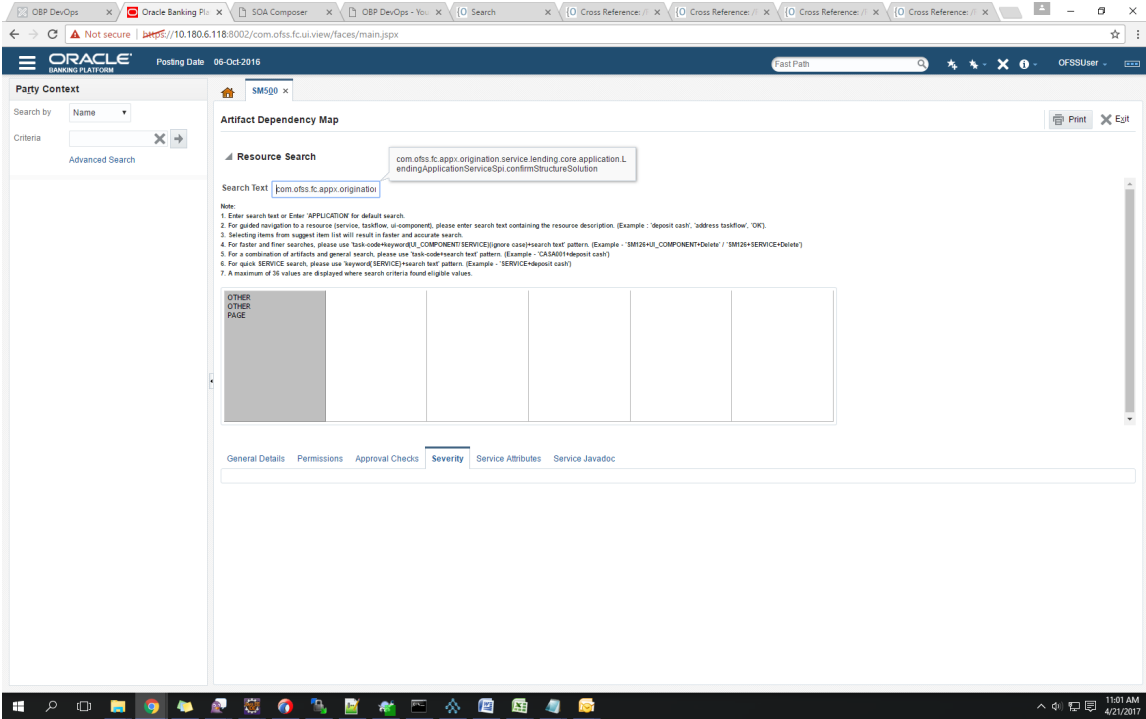 OBP DevOps
Oracle Banking Pla
SOA Composer
OBP DevOps - You
Search
Cross Reference: /
Cross Reference: /
Cross Reference: /
Cross Reference: /
Not secure | https://10.180.6.118:8002/com.ofss.fc.ui.view/faces/main.jspx
ORACLE
BANKING PLATFORM
Posting Date 06-Oct-2016
Fast Path
OFSSUser
Party Context
Search by Name
Criteria
Advanced Search
SM500
Artifact Dependency Map
Print
Exit
Resource Search
com.ofss.fc.appx.origination.service.lending.core.application.L
endingApplicationServiceSpi.confirmStructureSolution
Search Text com.ofss.fc.appx.origination
Note:
1. Enter search text or Enter 'APPLICATION' for default search.
2. For guided navigation to a resource (service, taskflow, ui-component), please enter search text containing the resource description. (Example : 'deposit cash', 'address taskflow', 'OK').
3. Selecting items from suggest item list will result in faster and accurate search.
4. For faster and finer searches, please use 'task-code+keyword(UI_COMPONENT/SERVICE)(ignore case)+search text' pattern. (Example - 'SM126+UI_COMPONENT+Delete' / 'SM126+SERVICE+Delete')
5. For a combination of artifacts and general search, please use 'task-code+search text' pattern. (Example - 'CASA001+deposit cash')
6. For quick SERVICE search, please use 'keyword(SERVICE)+search text' pattern. (Example - 'SERVICE+deposit cash')
7. A maximum of 36 values are displayed where search criteria found eligible values.
OTHER
OTHER
PAGE
General Details Permissions Approval Checks Severity Service Attributes Service Javadoc
11:01 AM
4/21/2017